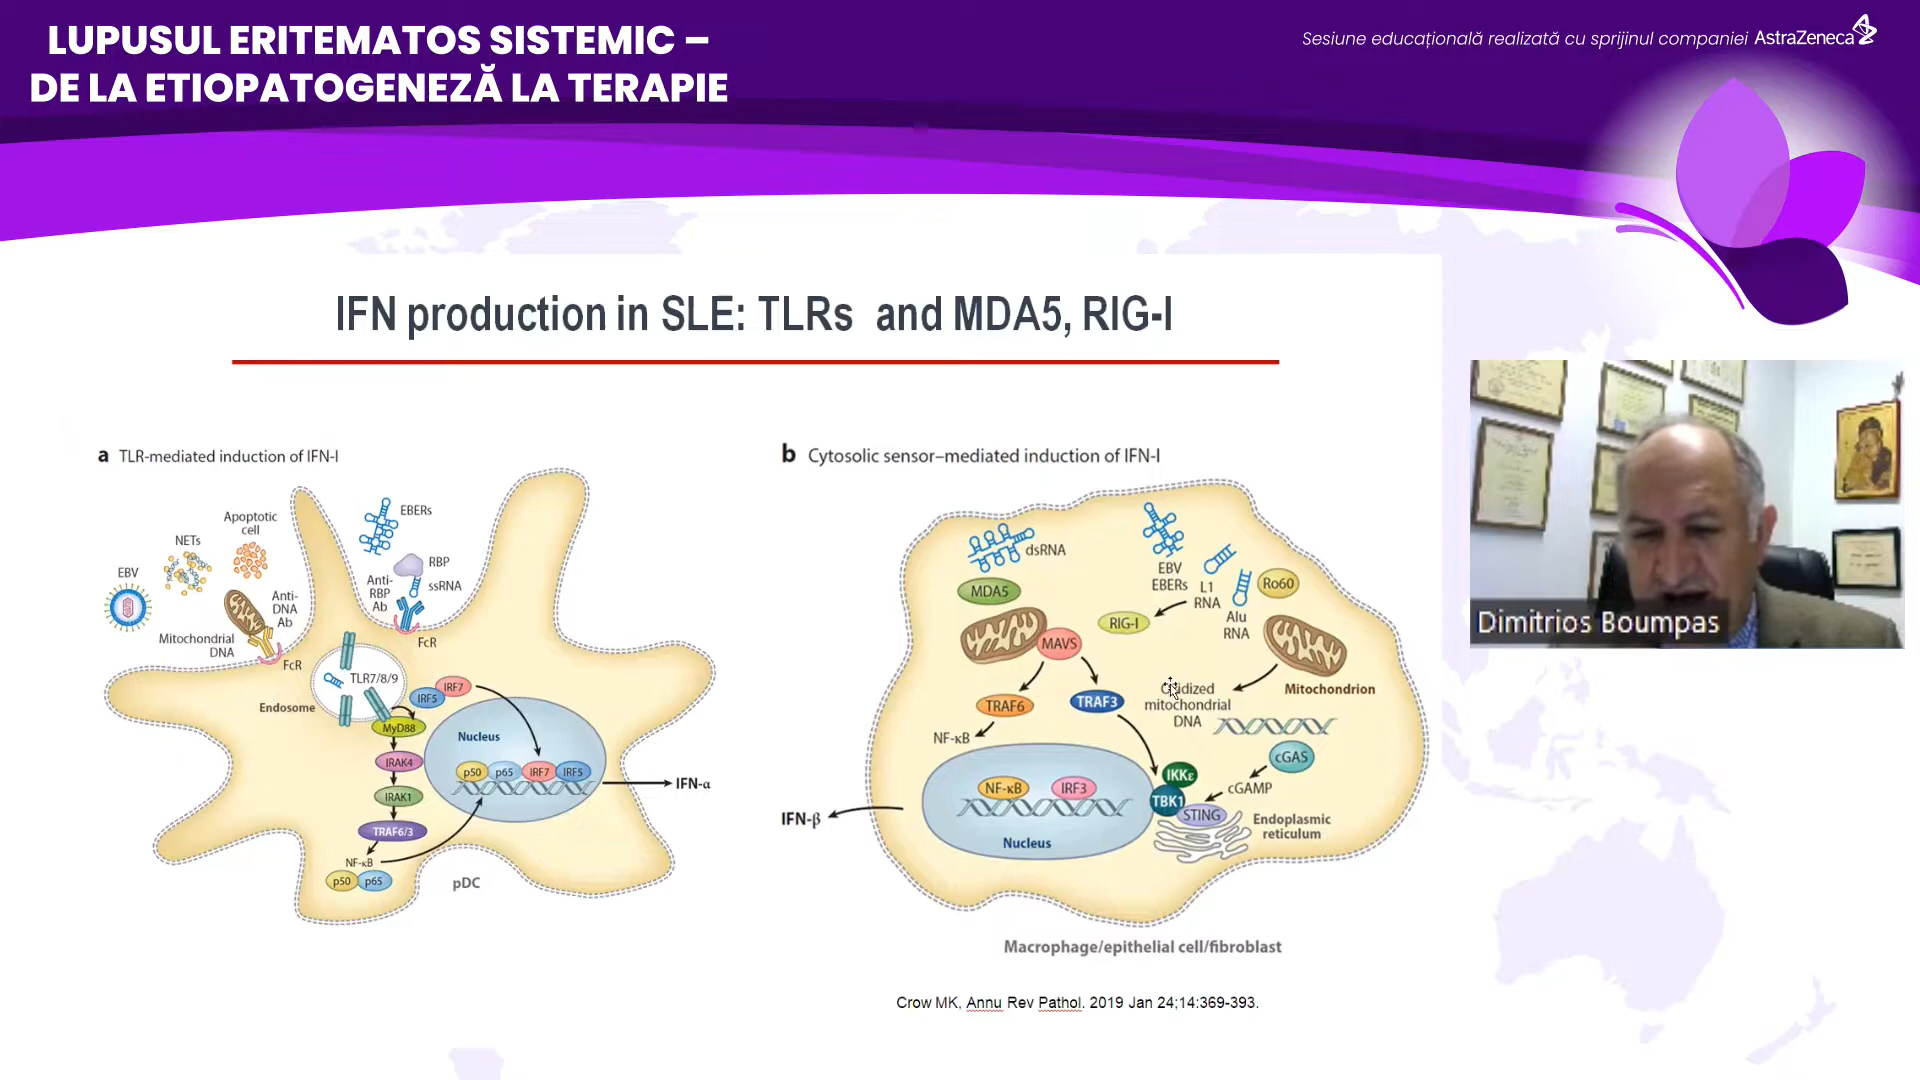 LUPUSUL ERITEMATOS SISTEMIC –
DE LA ETIOPATOGENEZĂ LA TERAPIE
Sesiune educațională realizată cu sprijinul companiei AstraZeneca
IFN production in SLE: TLRs and MDA5, RIG-I
a TLR-mediated induction of IFN-I
EBERs
Apoptotic
cell
NETs
EBV
RBP
ssRNA
Anti-
RBP
Ab
Anti-
DNA
Ab
Mitochondrial
DNA
FcR
FcR
TLR7/8/9
Endosome
IRF7
IRF5
MyD88
Nucleus
IRAK4
p50 p65 IRF7 IRF5
IFN-α
IRAK1
TRAF6/3
NF-κB
p50 p65
pDC
b Cytosolic sensor–mediated induction of IFN-I
dsRNA
MDA5
EBV
EBERs
L1
RNA
Ro60
Alu
RNA
RIG-I
MAVS
TRAF6
TRAF3
Oxidized
mitochondrial
DNA
Mitochondrion
NF-κB
cGAS
IKKε
cGAMP
TBK1
STING
Endoplasmic
reticulum
NF-κB IRF3
IFN-β
Nucleus
Macrophage/epithelial cell/fibroblast
Crow MK, Annu Rev Pathol. 2019 Jan 24;14:369-393.
Dimitrios Boumpas